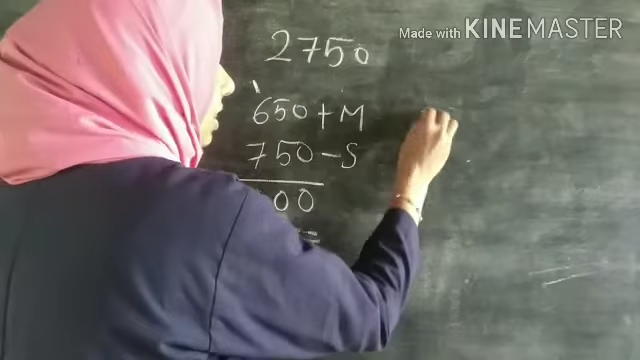 Made with KINEMASTER
2750
650 + M
750 - S
00
=